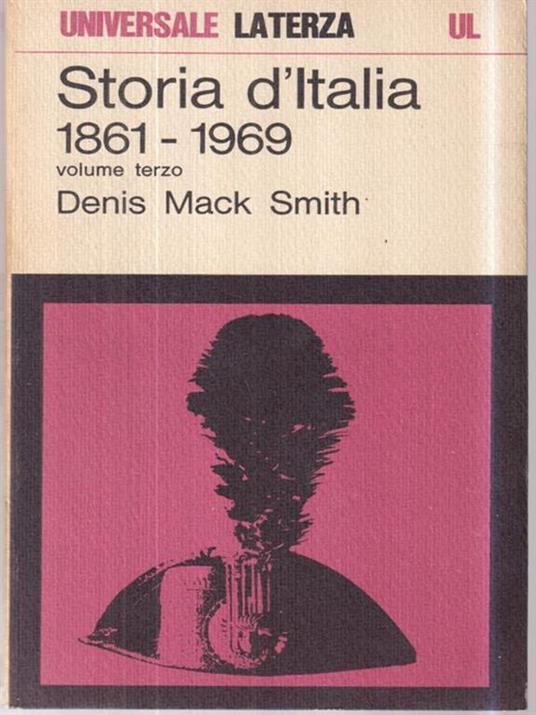 UNIVERSALE LATERZA UL
Storia d'Italia
1861 - 1969
volume terzo
Denis Mack Smith